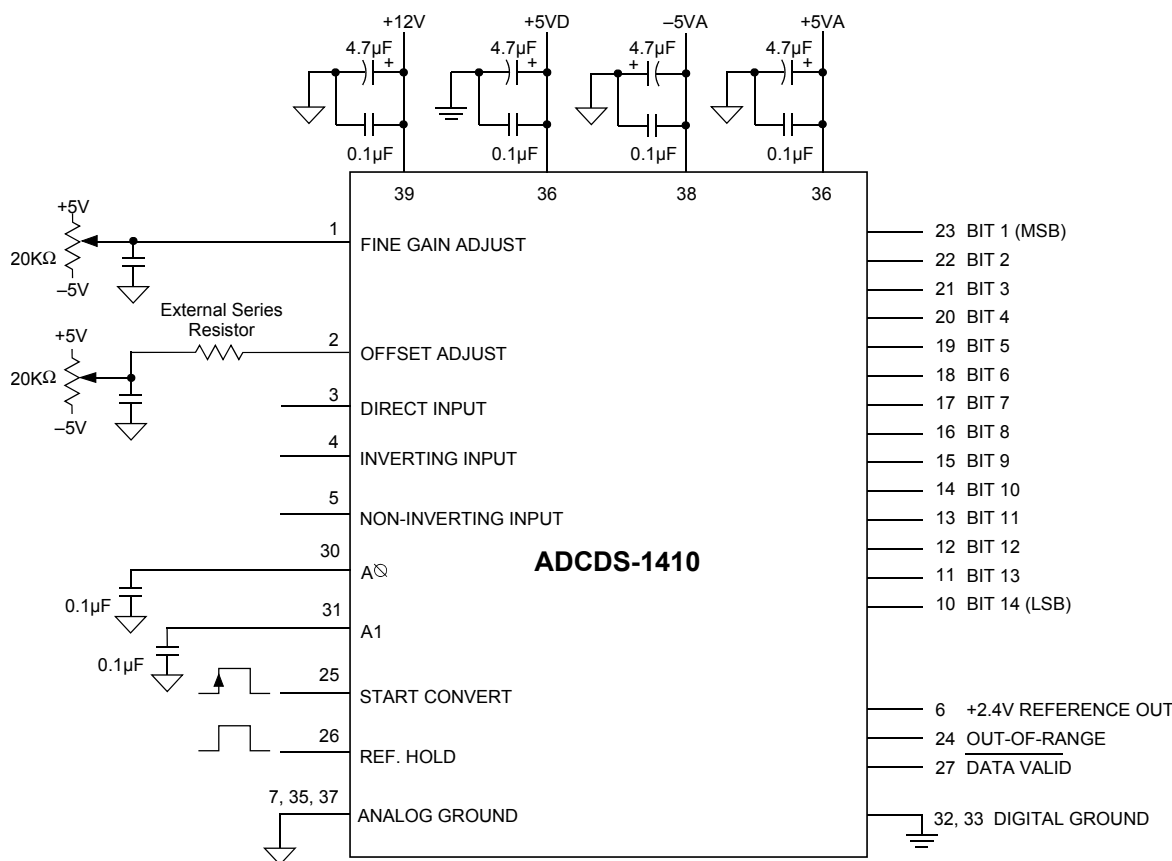 +12V
+5VD
–5VA
+5VA
4.7µF
+
4.7µF
+
4.7µF
+
4.7µF
+
0.1µF
0.1µF
0.1µF
0.1µF
39
36
38
36
+5V
20KΩ
–5V
1
FINE GAIN ADJUST
External Series
Resistor
+5V
20KΩ
–5V
2
OFFSET ADJUST
3
DIRECT INPUT
4
INVERTING INPUT
5
NON-INVERTING INPUT
30
A∅
0.1µF
31
A1
0.1µF
25
START CONVERT
26
REF. HOLD
7, 35, 37
ANALOG GROUND
ADCDS-1410
23 BIT 1 (MSB)
22 BIT 2
21 BIT 3
20 BIT 4
19 BIT 5
18 BIT 6
17 BIT 7
16 BIT 8
15 BIT 9
14 BIT 10
13 BIT 11
12 BIT 12
11 BIT 13
10 BIT 14 (LSB)
6 +2.4V REFERENCE OUT
24 OUT-OF-RANGE
27 DATA VALID
32, 33 DIGITAL GROUND